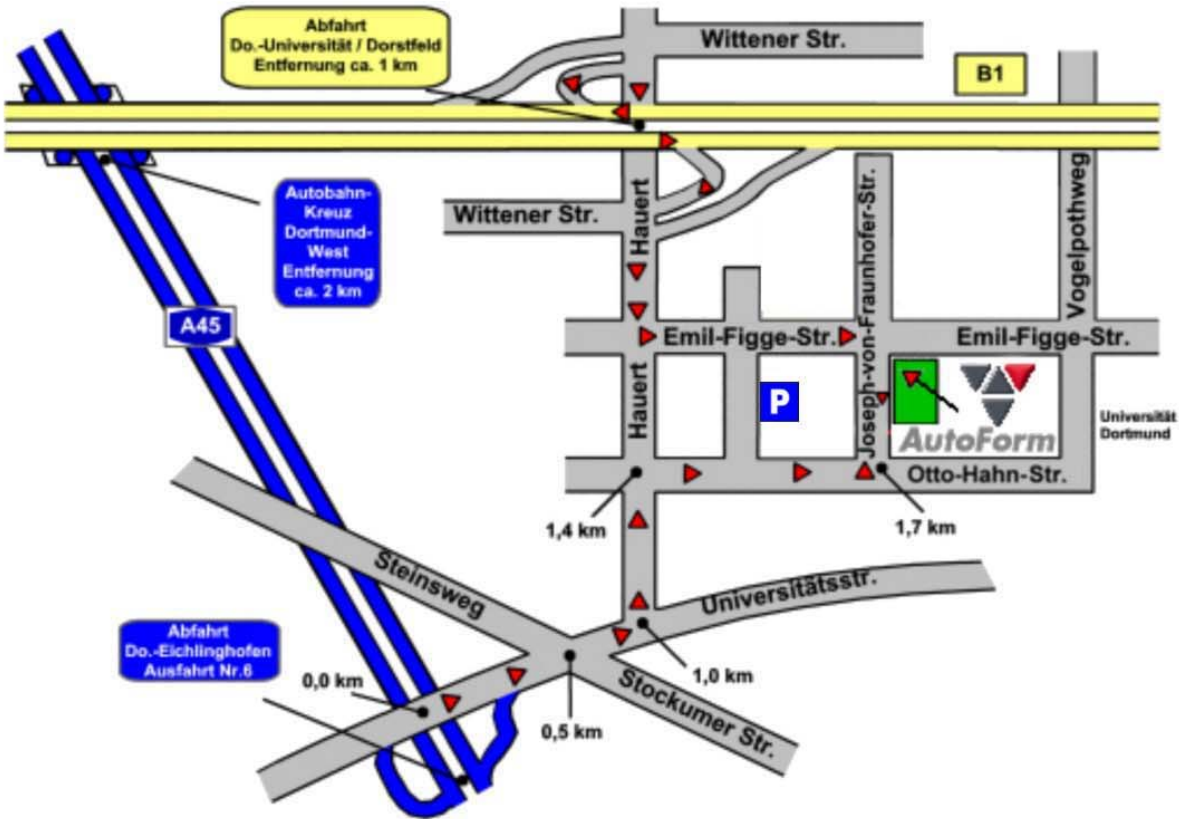 Abfahrt
Do.-Universität / Dorstfeld
Entfernung ca. 1 km
Wittener Str.
B1
Autobahn-
Kreuz
Dortmund-
West
Entfernung
ca. 2 km
Wittener Str.
Hauert
Joseph-von-Fraunhofer-Str.
Vogelpothweg
A45
Emil-Figge-Str.
Emil-Figge-Str.
Hauert
P
AutoForm
Universität
Dortmund
Otto-Hahn-Str.
1,4 km
1,7 km
Steinsweg
Universitätsstr.
Abfahrt
Do.-Eichlinghofen
Ausfahrt Nr.6
0,0 km
1,0 km
Stockumer Str.
0,5 km